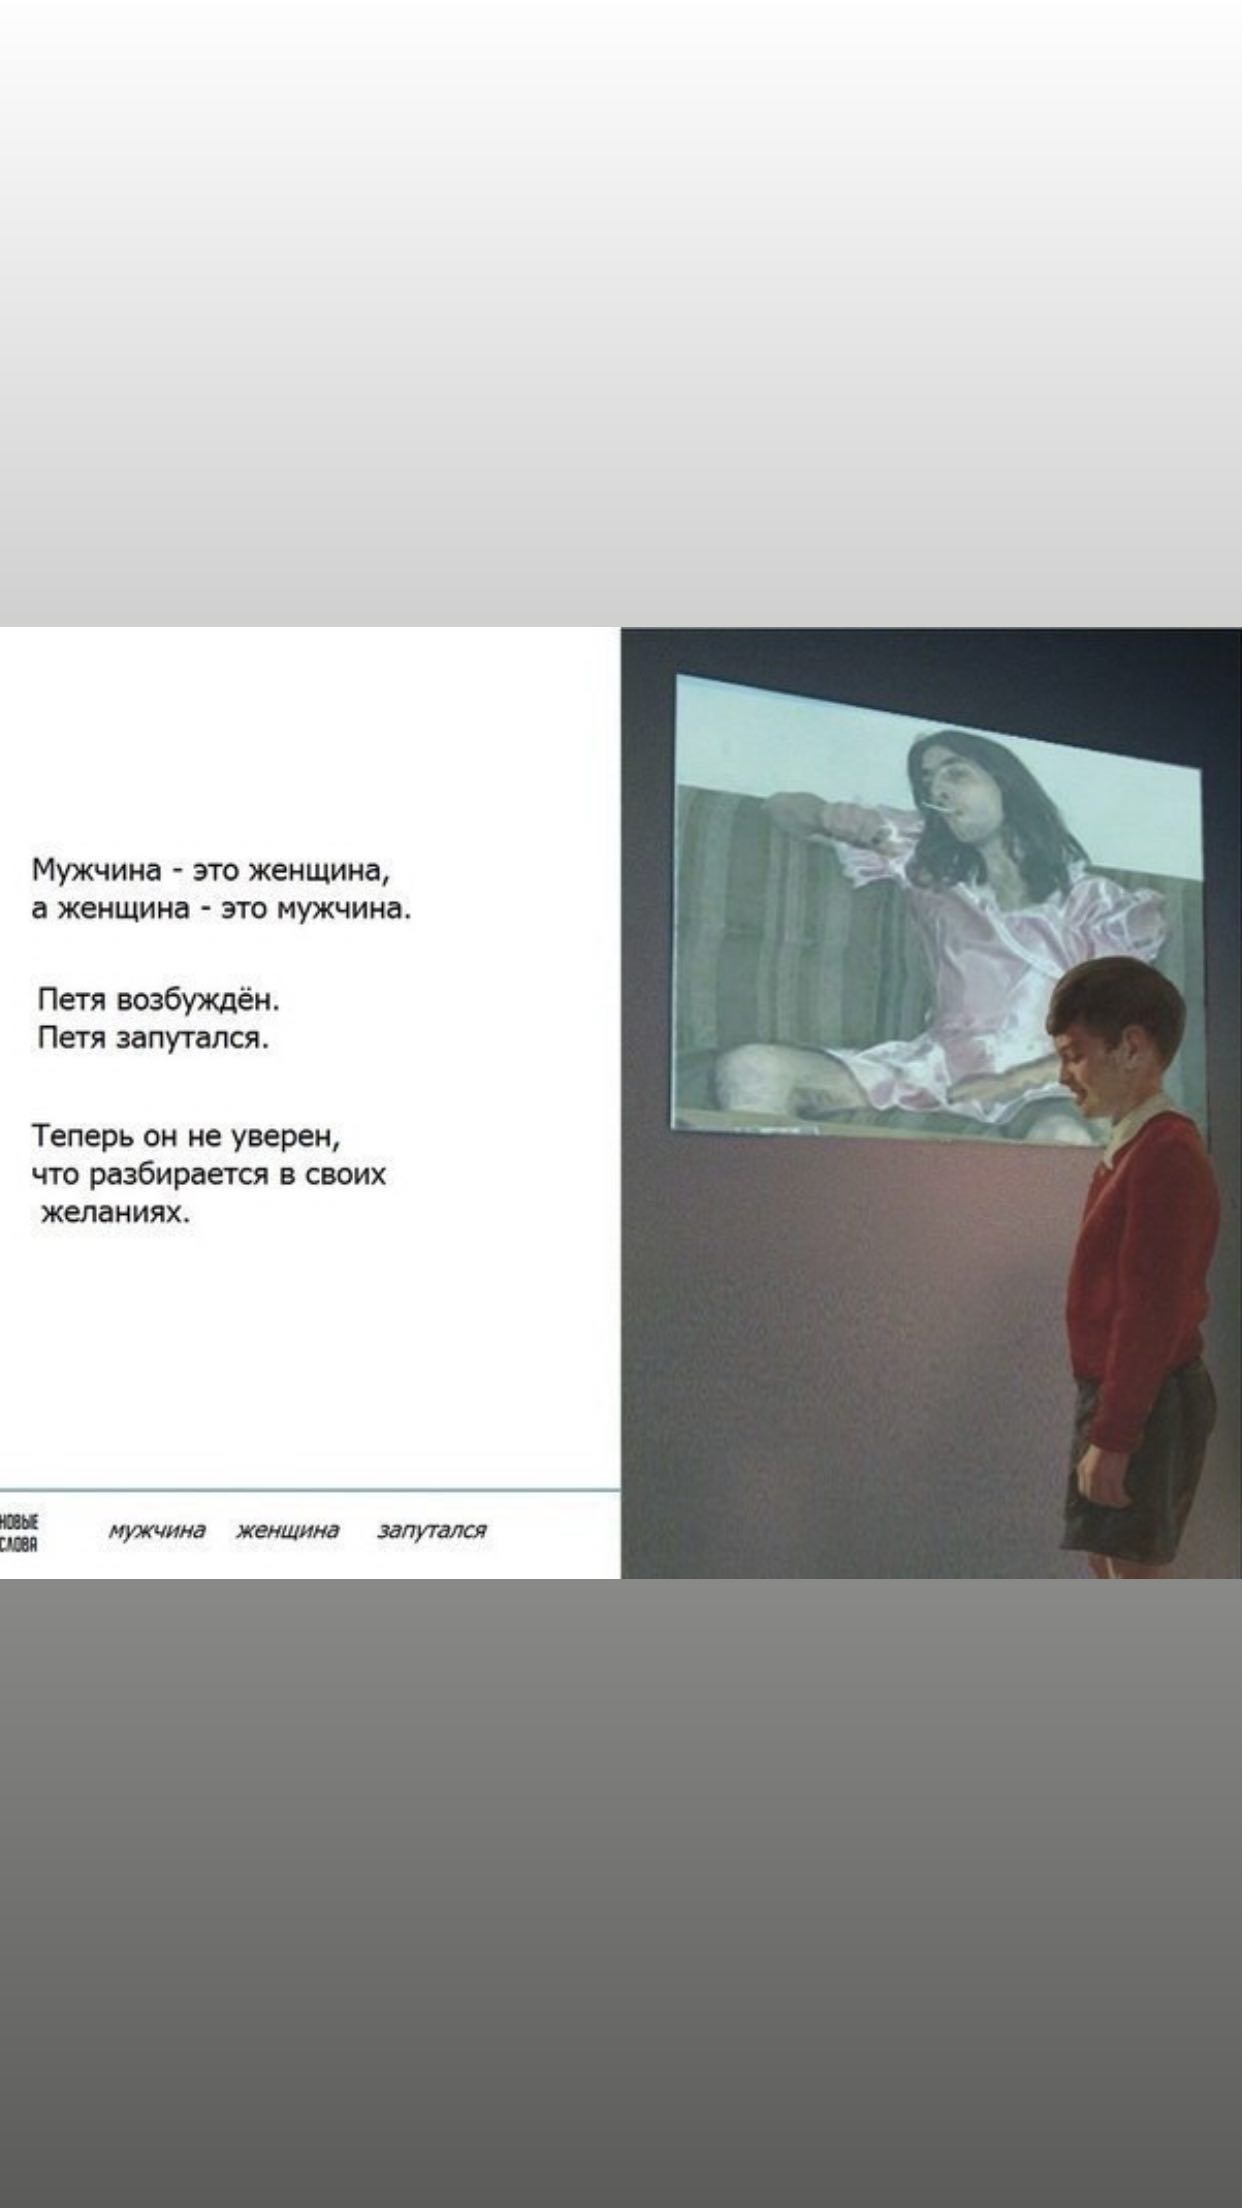 Мужчина - это женщина,
а женщина - это мужчина.
Петя возбуждён.
Петя запутался.
Теперь он не уверен,
что разбирается в своих
желаниях.
НОВЫЕ
СЛОВА
мужчина женщина запутался